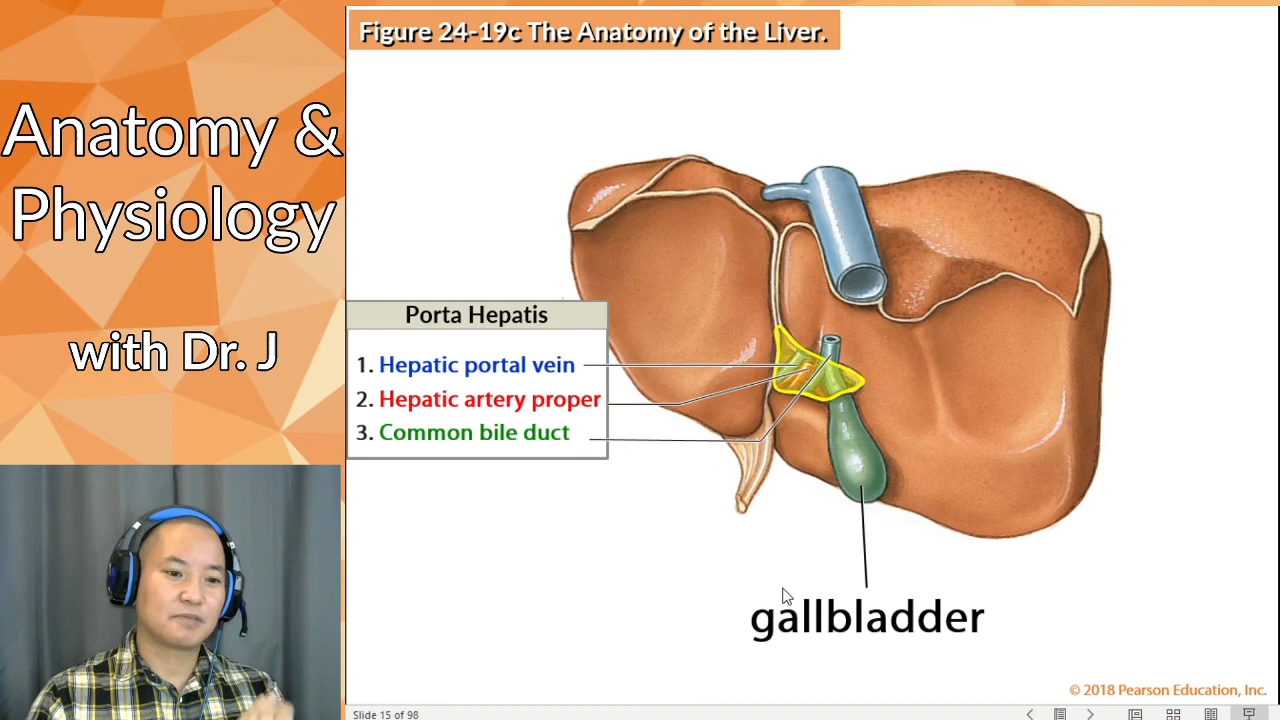 Anatomy &
Physiology
with Dr. J
Figure 24-19c The Anatomy of the Liver.
Porta Hepatis
1. Hepatic portal vein
2. Hepatic artery proper
3. Common bile duct
gallbladder
© 2018 Pearson Education, Inc.
Slide 15 of 98